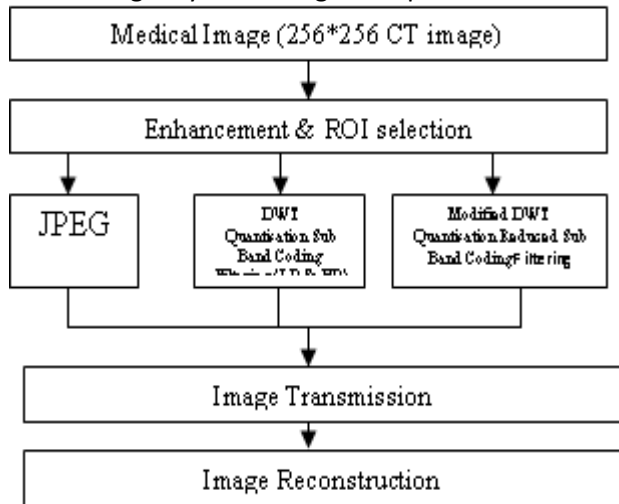 Medical Image (256*256 CT image)
Enhancement & ROI selection
JPEG
DWT
Quantisation Sub
Band Coding
Modified DWT
Quantisation Reduced Sub
Band Coding Filtering
Image Transmission
Image Reconstruction